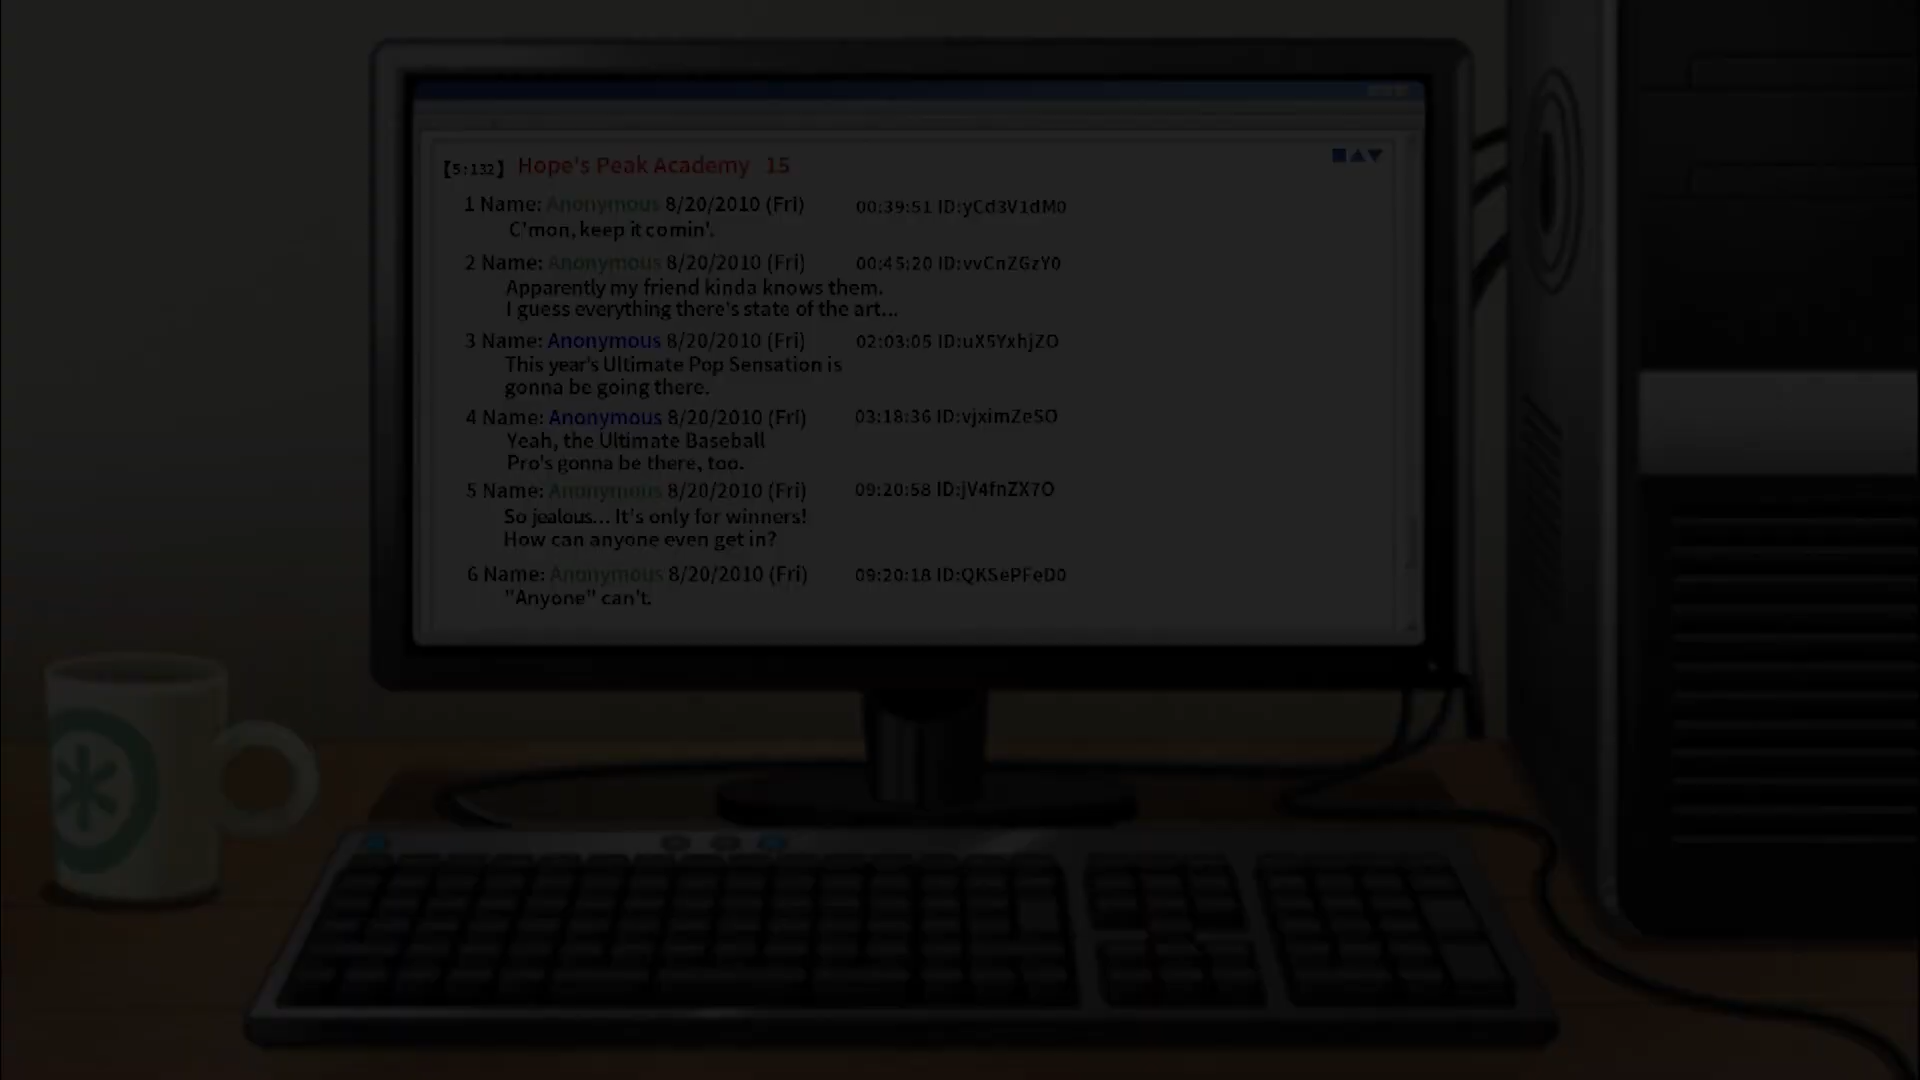 【5:132】 Hope's Peak Academy 15
1 Name: Anonymous 8/20/2010 (Fri) 00:39:51 ID:yCd3V1dM0
C'mon, keep it comin'.
2 Name: Anonymous 8/20/2010 (Fri) 00:45:20 ID:vvCnZGzY0
Apparently my friend kinda knows them.
I guess everything there's state of the art...
3 Name: Anonymous 8/20/2010 (Fri) 02:03:05 ID:uX5YxhjZO
This year's Ultimate Pop Sensation is
gonna be going there.
4 Name: Anonymous 8/20/2010 (Fri) 03:18:36 ID:vjximZeSO
Yeah, the Ultimate Baseball
Pro's gonna be there, too.
5 Name: Anonymous 8/20/2010 (Fri) 09:20:58 ID:jV4fnZX7O
So jealous... It's only for winners!
How can anyone even get in?
6 Name: Anonymous 8/20/2010 (Fri) 09:20:18 ID:QKSePFeD0
"Anyone" can't.